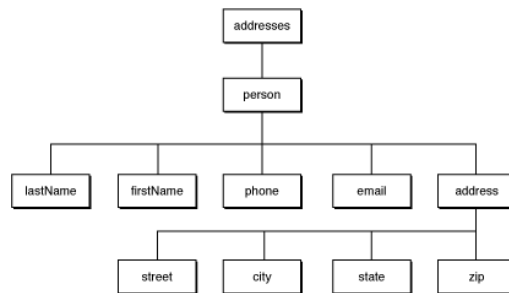 addresses
person
lastName firstName phone email address
street city state zip